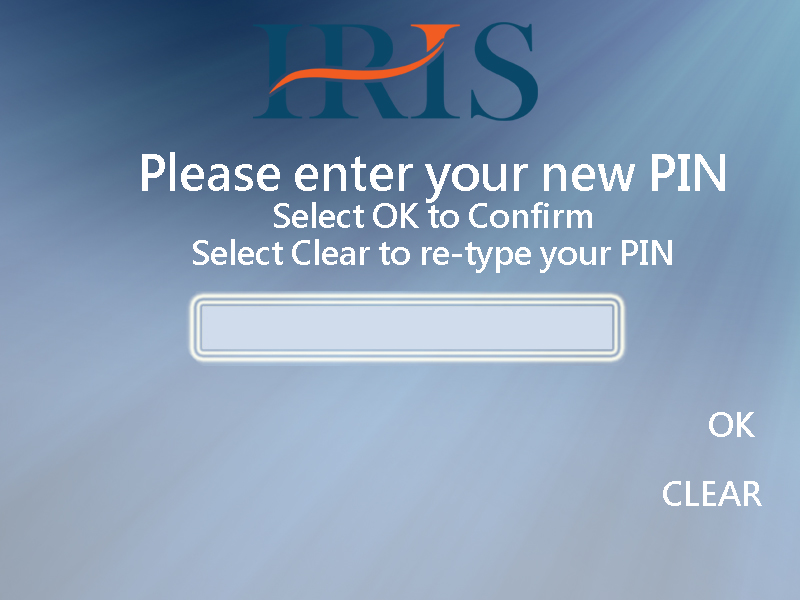 IRIS
Please enter your new PIN
Select OK to Confirm
Select Clear to re-type your PIN
OK
CLEAR